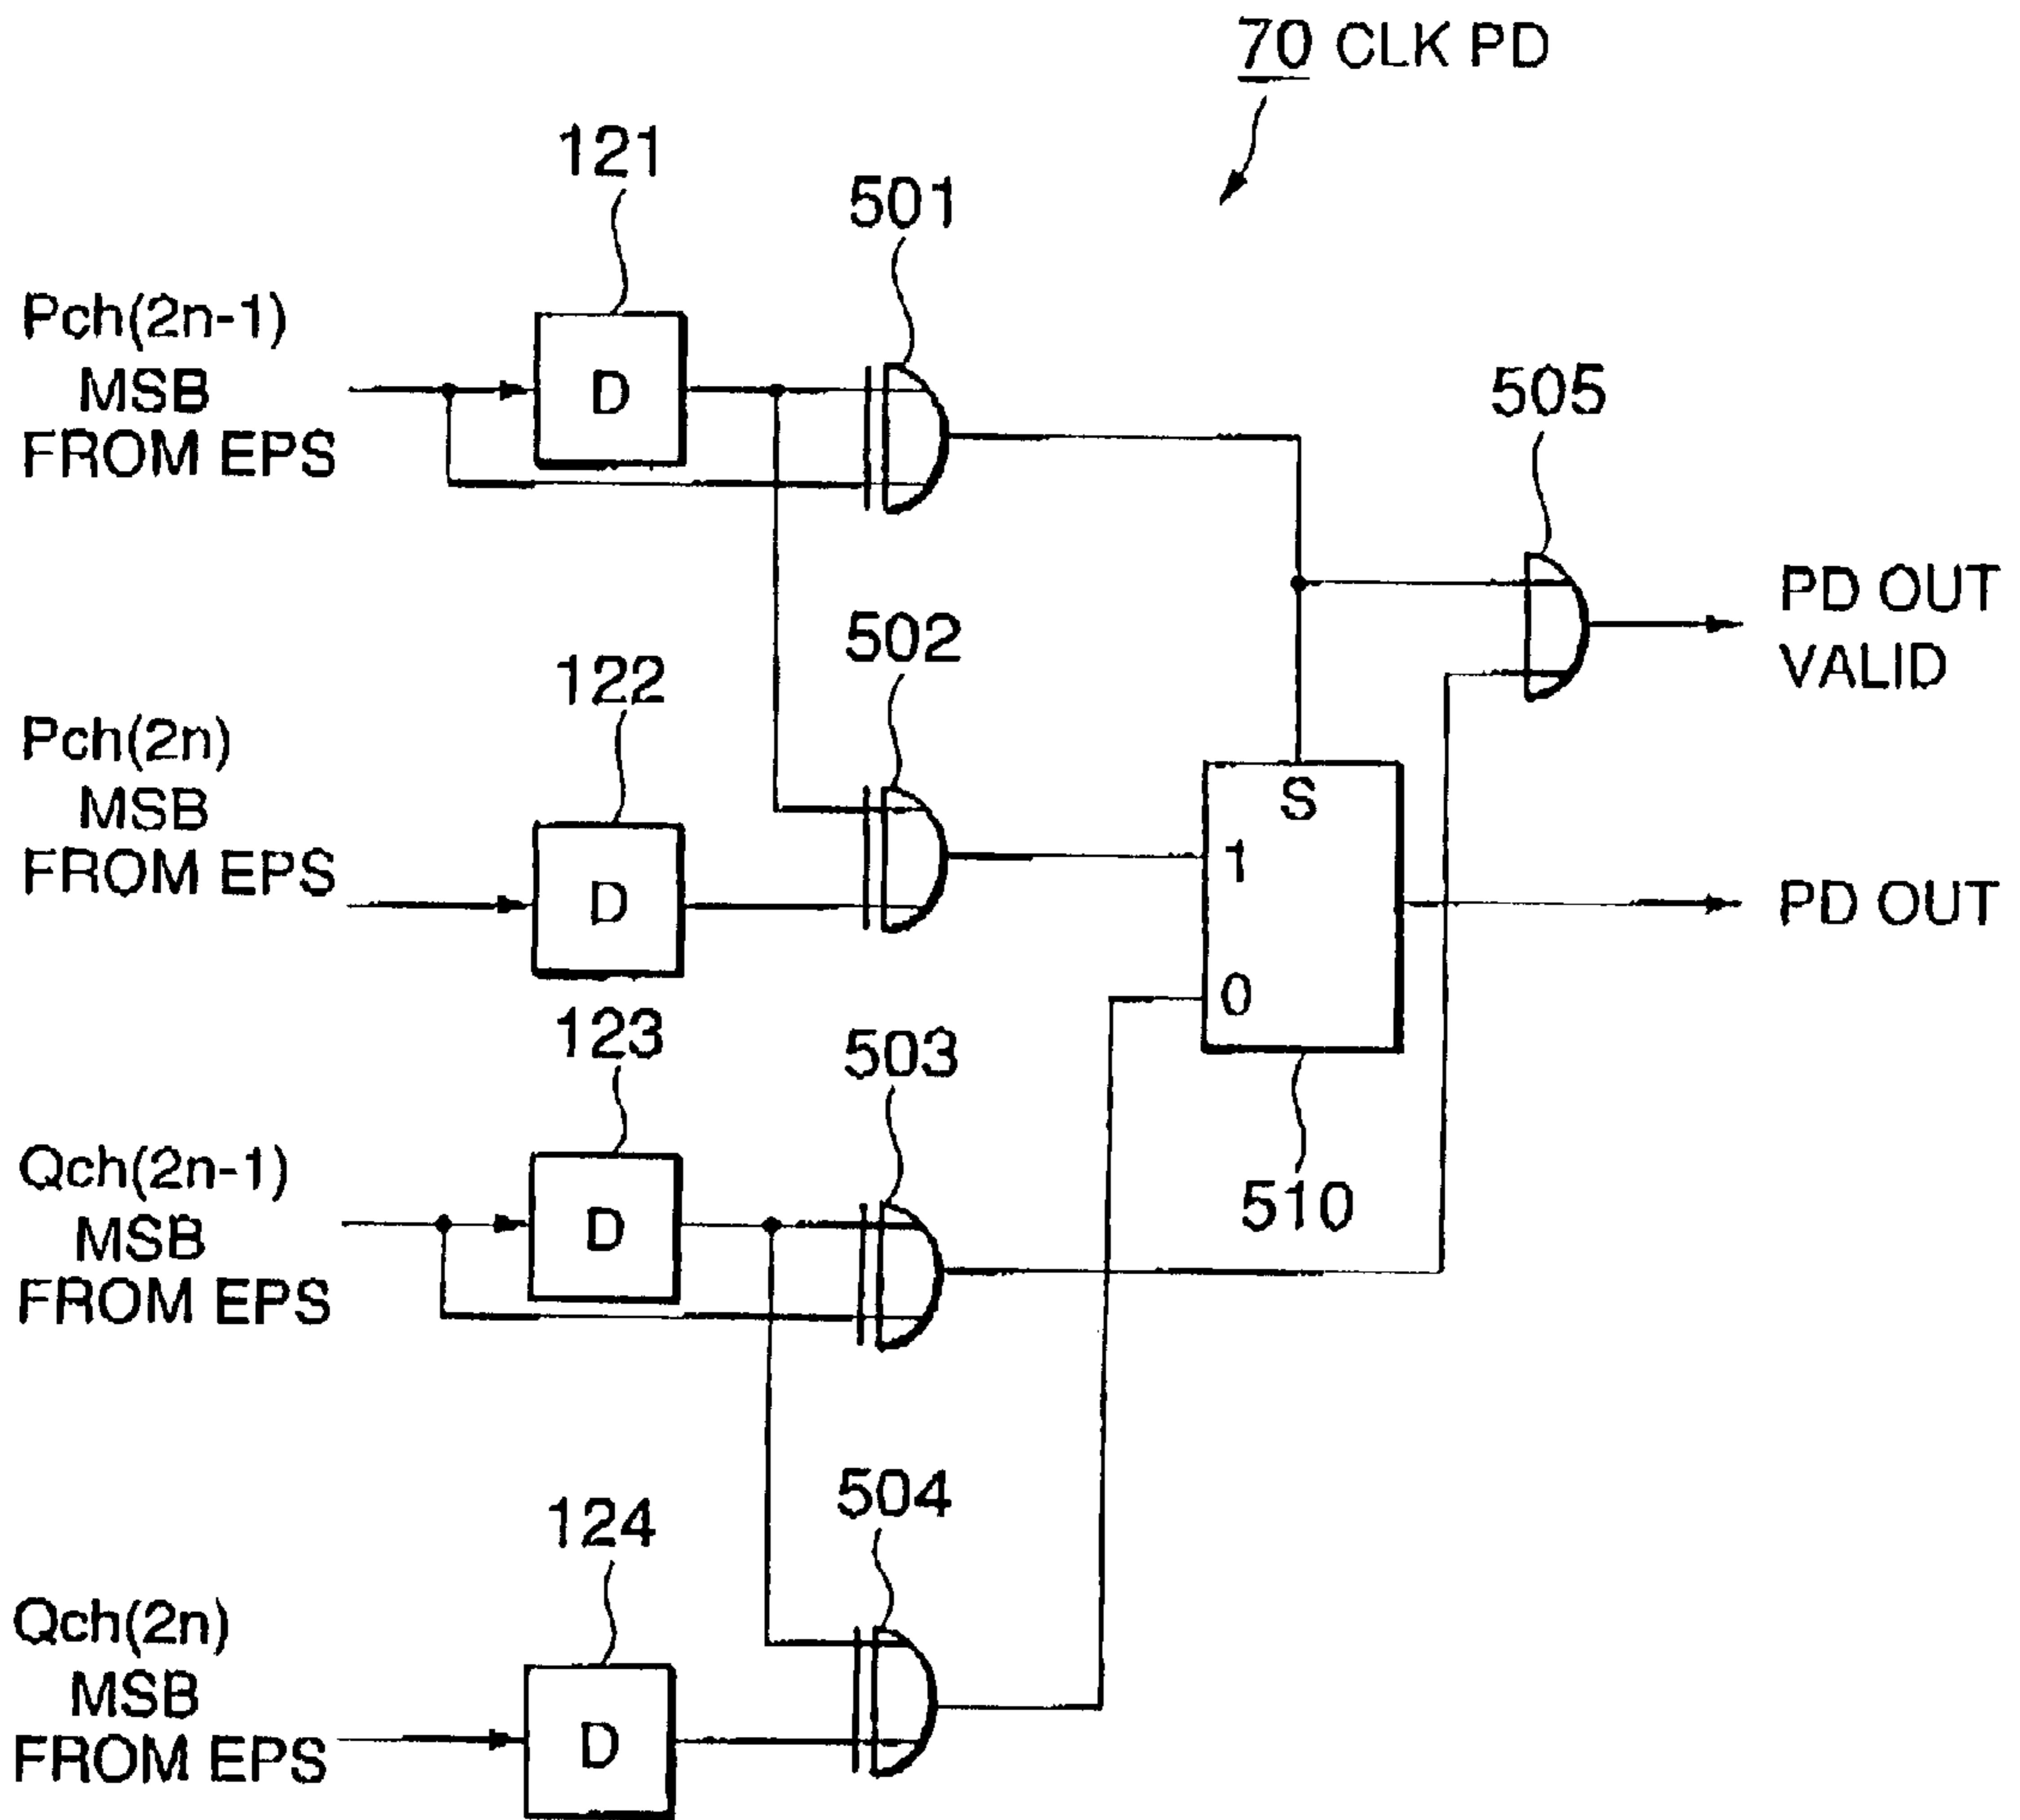 70 CLK PD
121
501
Pch(2n-1)
MSB
FROM EPS
D
505
PD OUT
VALID
122
502
Pch(2n)
MSB
FROM EPS
D
S
1
0
PD OUT
123
503
Qch(2n-1)
MSB
FROM EPS
D
510
124
504
Qch(2n)
MSB
FROM EPS
D